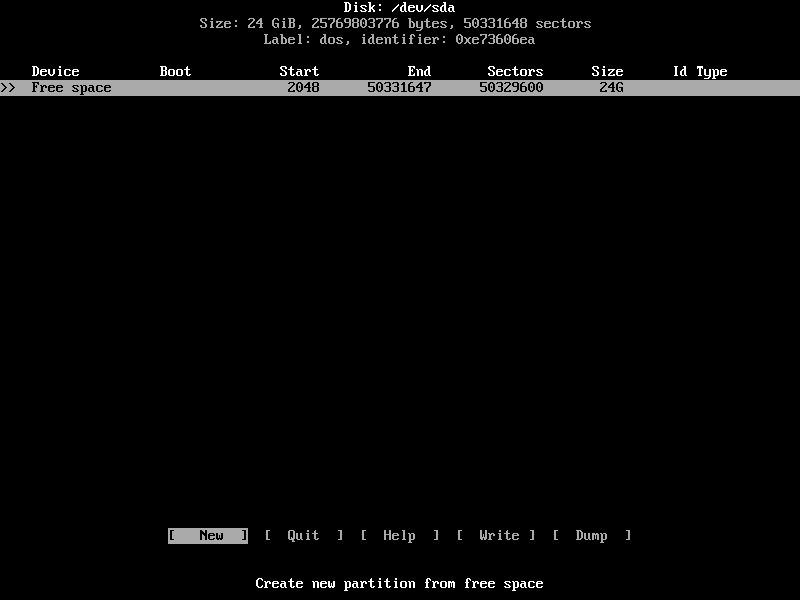 Disk: /dev/sda
Size: 24 GiB, 25769803776 bytes, 50331648 sectors
Label: dos, identifier: 0xe73606ea
Device Boot Start End Sectors Size Id Type
>> Free space 2048 50331647 50329600 24G
[ New ] [ Quit ] [ Help ] [ Write ] [ Dump ]
Create new partition from free space